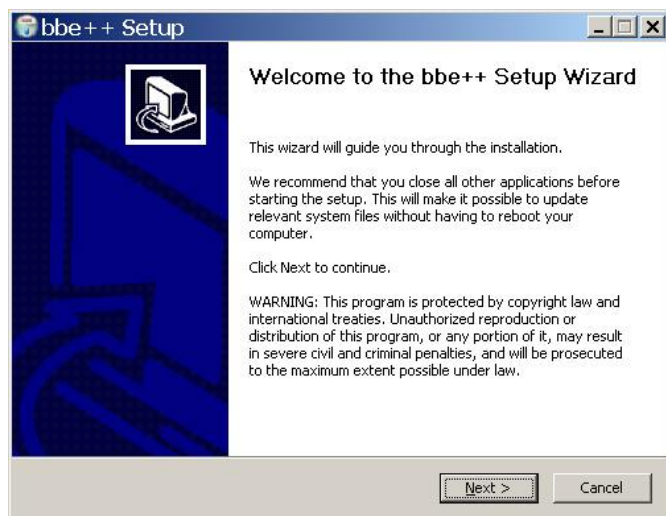 bbe++ Setup
Welcome to the bbe++ Setup Wizard
This wizard will guide you through the installation.
We recommend that you close all other applications before
starting the setup. This will make it possible to update
relevant system files without having to reboot your
computer.
Click Next to continue.
WARNING: This program is protected by copyright law and
international treaties. Unauthorized reproduction or
distribution of this program, or any portion of it, may result
in severe civil and criminal penalties, and will be prosecuted
to the maximum extent possible under law.
Next > Cancel